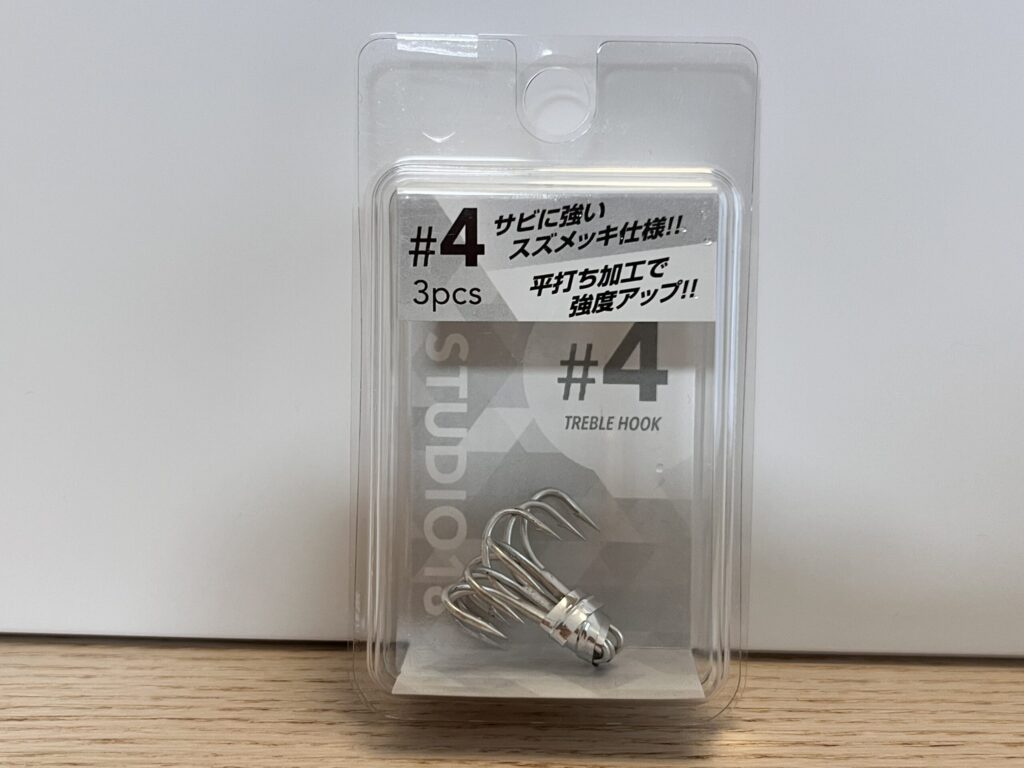 #4
3pcs
サビに強い
スズメッキ仕様!!
平打ち加工で
強度アップ!!
#4
TREBLE HOOK
STUDIO18